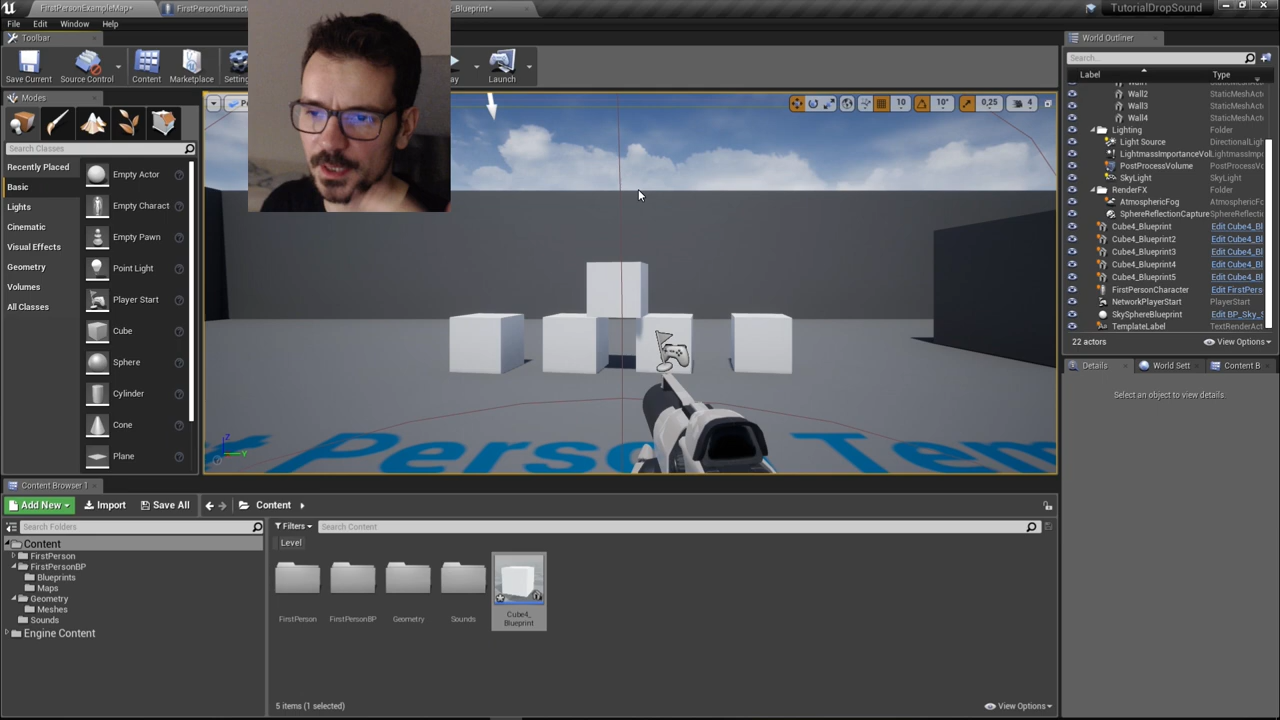 FirstPersonExampleMap*
FirstPersonCharac
_Blueprint*
TutorialDropSound
File Edit Window Help
Toolbar
Save Current
Source Control
Content
Marketplace
Launch
Modes
Search Classes
Recently Placed
Basic
Lights
Cinematic
Visual Effects
Geometry
Volumes
All Classes
Empty Actor
Empty Charact
Empty Pawn
Point Light
Player Start
Cube
Sphere
Cylinder
Cone
Plane
10
10°
0,25
4
Z
Y
World Outliner
Search...
Label Type
Wall2 StaticMeshAct
Wall3 StaticMeshAct
Wall4 StaticMeshAct
Lighting Folder
Light Source DirectionalLigh
LightmassImportanceVol Lightmassimpo
PostProcessVolume PostProcessV
SkyLight SkyLight
RenderFX Folder
AtmosphericFog AtmosphericFo
SphereReflectionCapture SphereReflecti
Cube4_Blueprint Edit Cube4_Bl
Cube4_Blueprint2 Edit Cube4_Bl
Cube4_Blueprint3 Edit Cube4_Bl
Cube4_Blueprint4 Edit Cube4_Bl
Cube4_Blueprint5 Edit Cube4_Bl
FirstPersonCharacter Edit FirstPers
NetworkPlayerStart PlayerStart
SkySphereBlueprint Edit BP_Sky_S
TemplateLabel TextRenderAct
22 actors
View Options
Details
World Sett
Content B
Select an object to view details
Content Browser 1
Add New
Import
Save All
Content
Search Folders
Filters
Search Content
Level
Content
FirstPerson
FirstPersonBP
Blueprints
Maps
Geometry
Meshes
Sounds
Engine Content
FirstPerson
FirstPersonBP
Geometry
Sounds
Cube4_
Blueprint
5 items (1 selected)
View Options